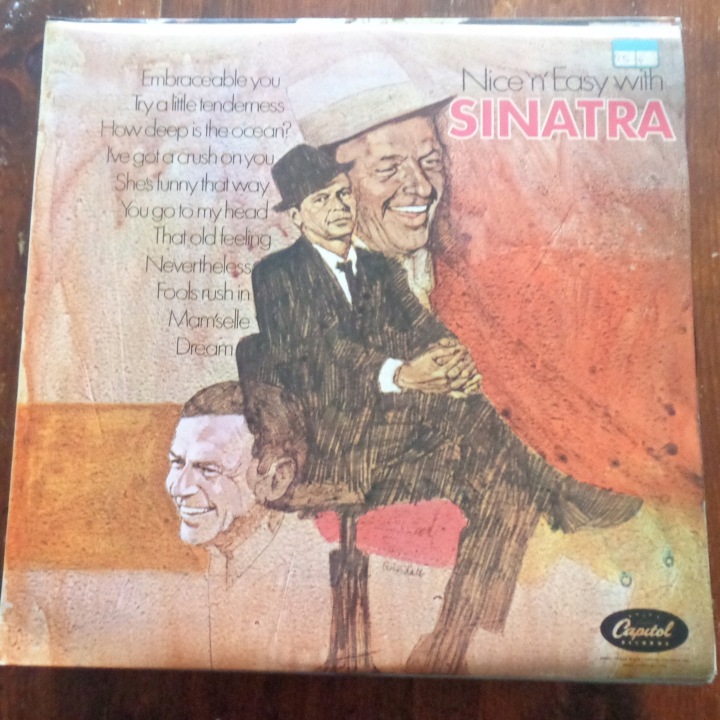 Nice 'n' Easy with
SINATRA
Embraceable you
Try a little tenderness
How deep is the ocean?
I've got a crush on you
She's funny that way
You go to my head
That old feeling
Nevertheless
Fools rush in
Mam'selle
Dream
Capitol
RECORDS